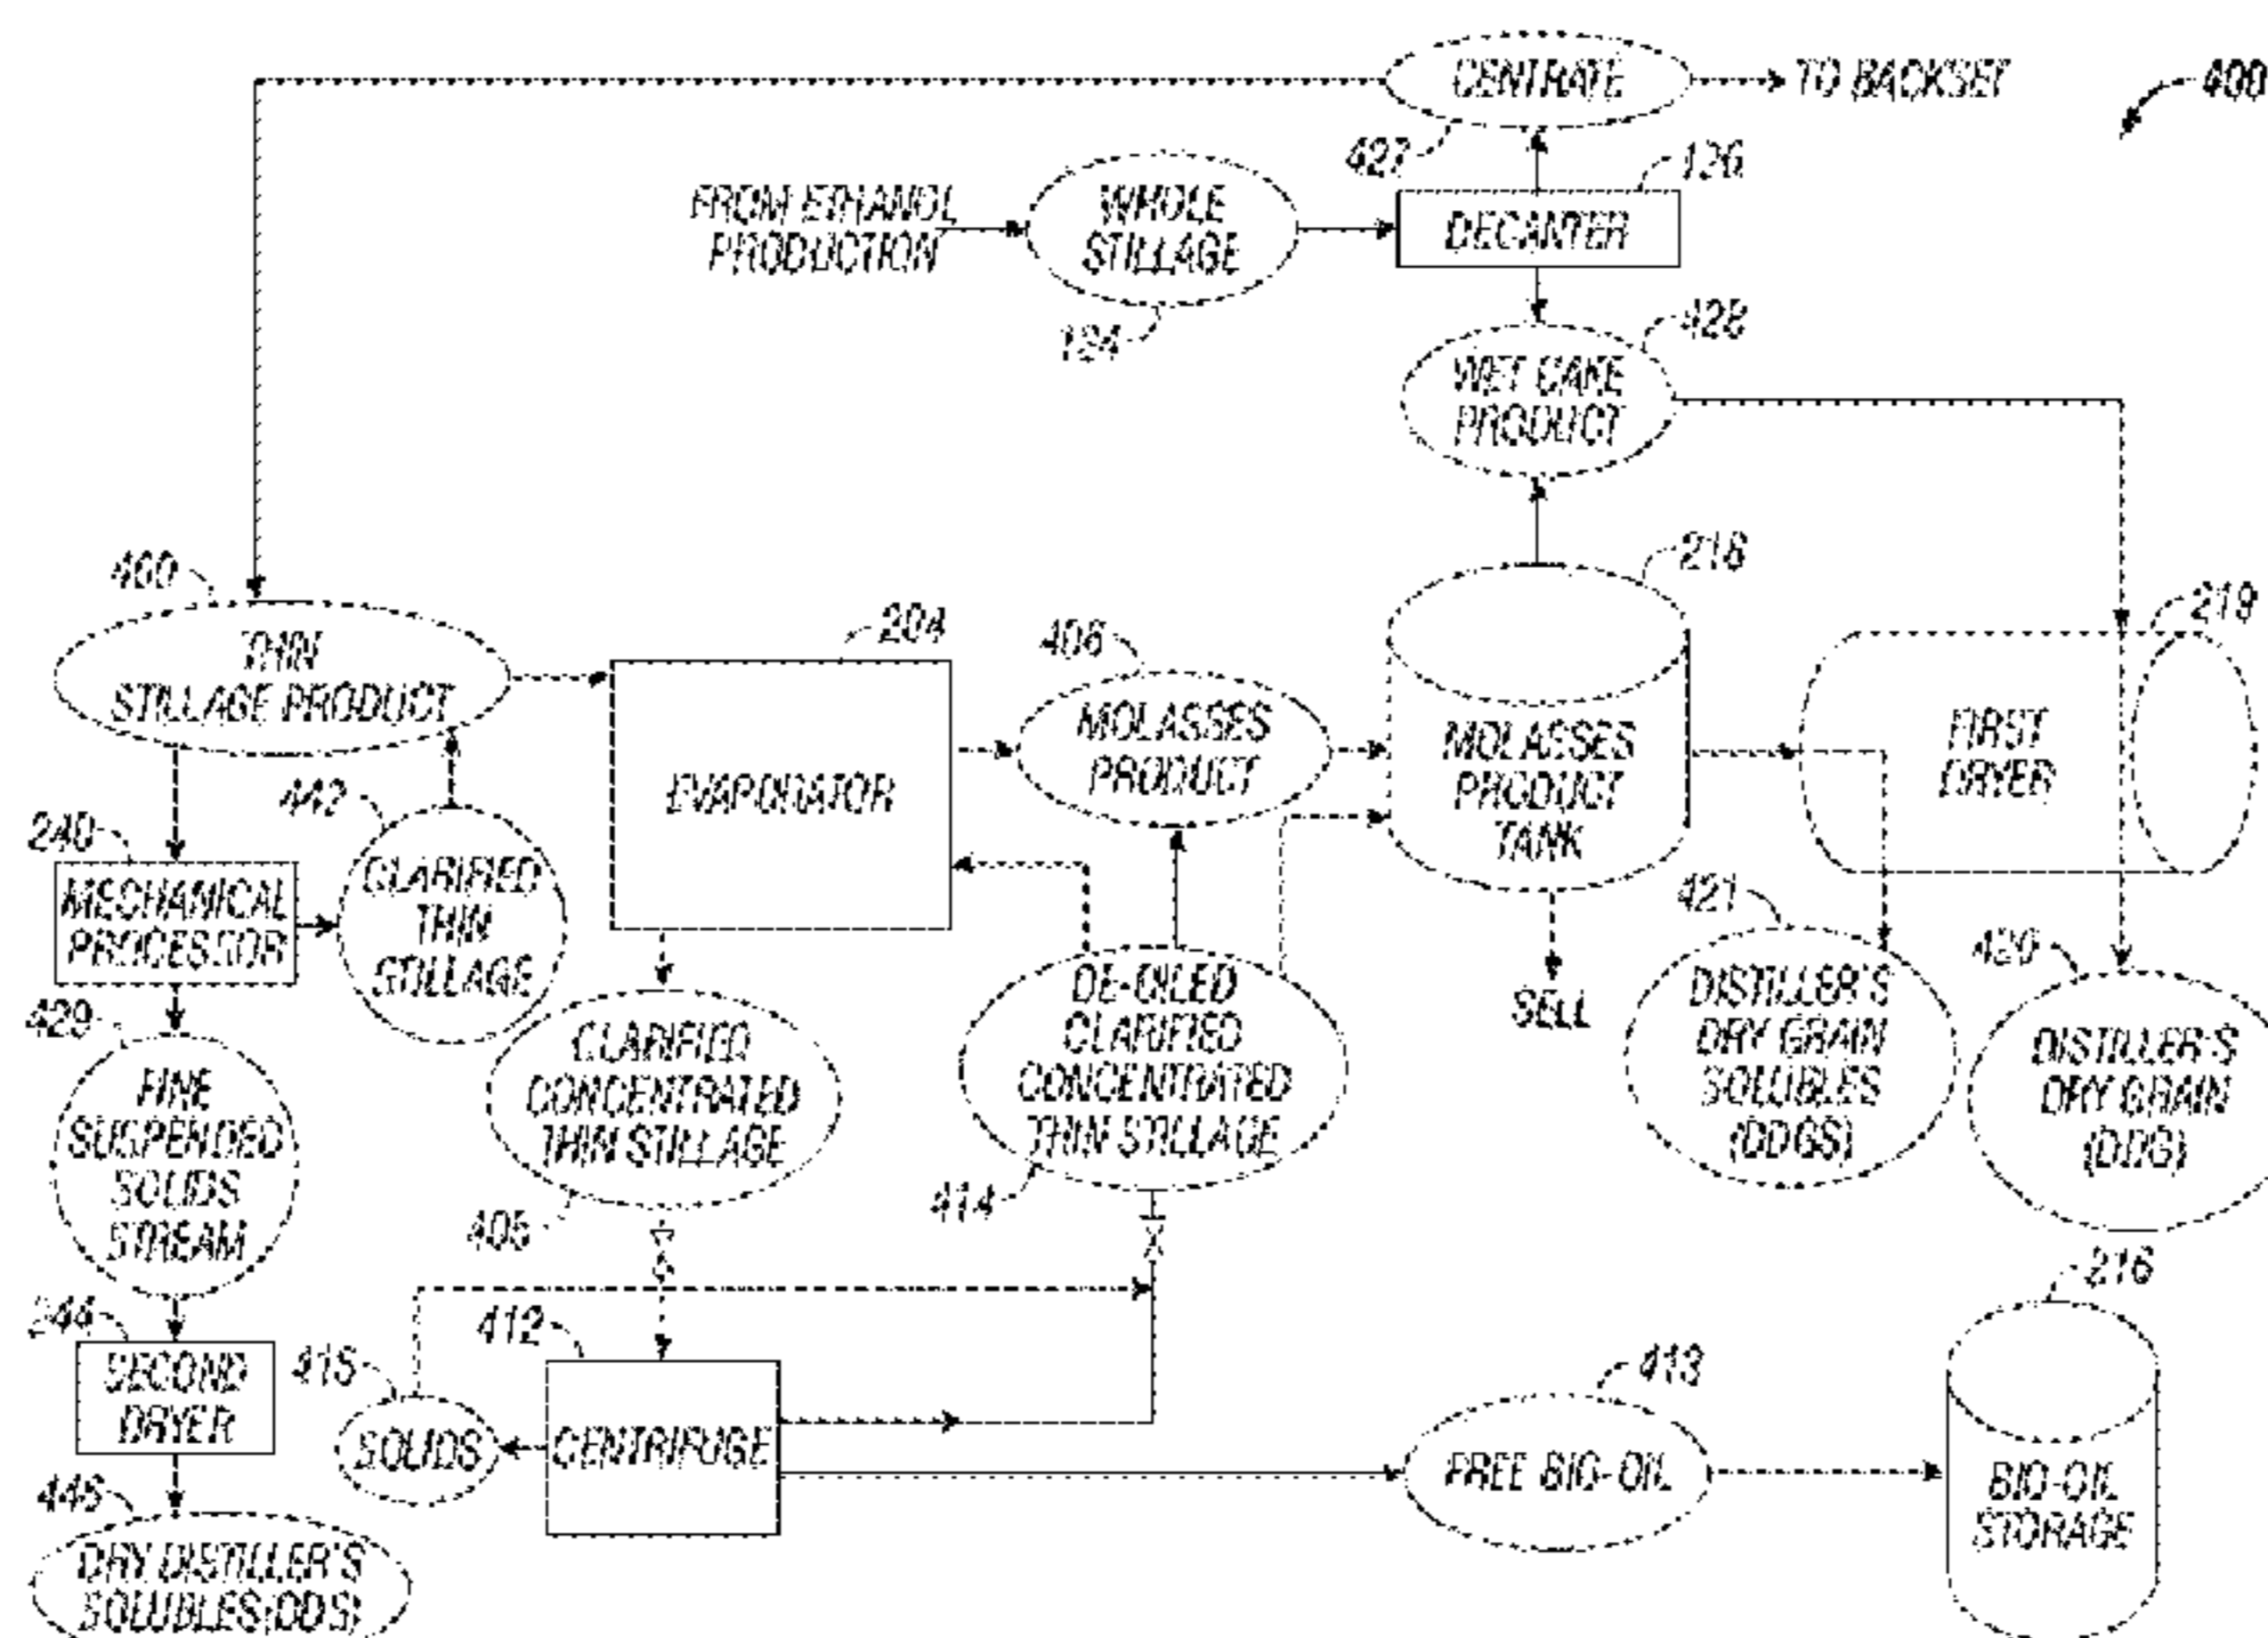 CENTRATE
TO BACKSET
400
427
126
FROM ETHANOL
PRODUCTION
WHOLE
STILLAGE
DECANTER
124
428
WET CAKE
PRODUCT
400
218
219
THIN
STILLAGE PRODUCT
204
406
MOLASSES
PRODUCT
MOLASSES
PRODUCT
TANK
FIRST
DRYER
EVAPORATOR
442
240
MECHANICAL
PROCESSOR
CLARIFIED
THIN
STILLAGE
421
420
429
FINE
SUSPENDED
SOLIDS
STREAM
CLARIFIED
CONCENTRATED
THIN STILLAGE
405
DE-OILED
CLARIFIED
CONCENTRATED
THIN STILLAGE
414
SELL
DISTILLER'S
DRY GRAIN
SOLUBLES
(DDGS)
DISTILLER'S
DRY GRAIN
(DDG)
216
244
SECOND
DRYER
415
SOLIDS
412
CENTRIFUGE
413
FREE BIO-OIL
BIO-OIL
STORAGE
DRY DISTILLER'S
SOLUBLES(DDS)